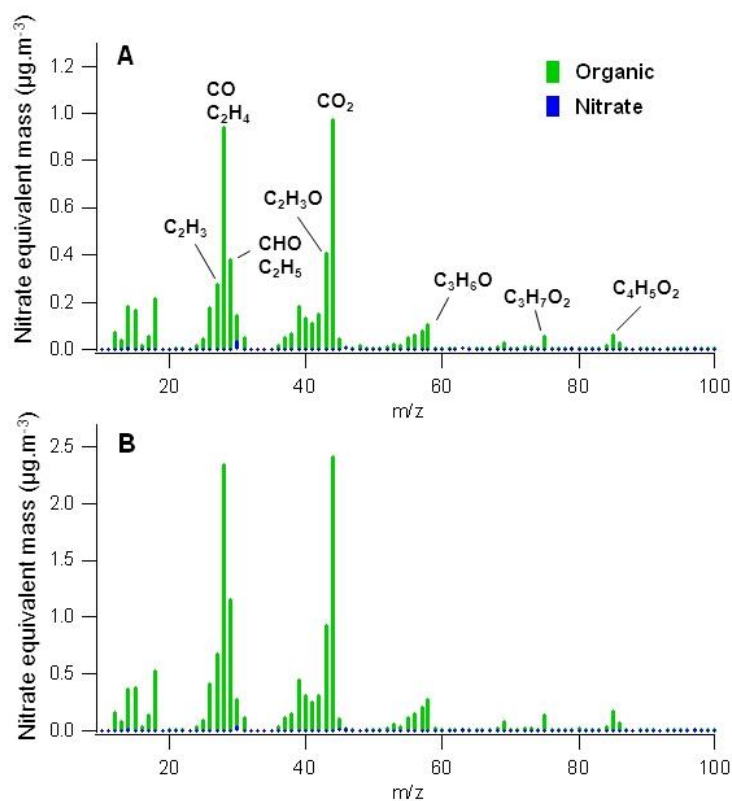 A
Nitrate equivalent mass (µg.m⁻³)
1.2
1.0
0.8
0.6
0.4
0.2
0.0
Organic
Nitrate
CO
C₂H₄
CO₂
C₂H₃O
C₂H₃
CHO
C₂H₅
C₃H₆O
C₃H₇O₂
C₄H₅O₂
20 40 60 80 100
m/z
B
Nitrate equivalent mass (µg.m⁻³)
2.5
2.0
1.5
1.0
0.5
0.0
20 40 60 80 100
m/z